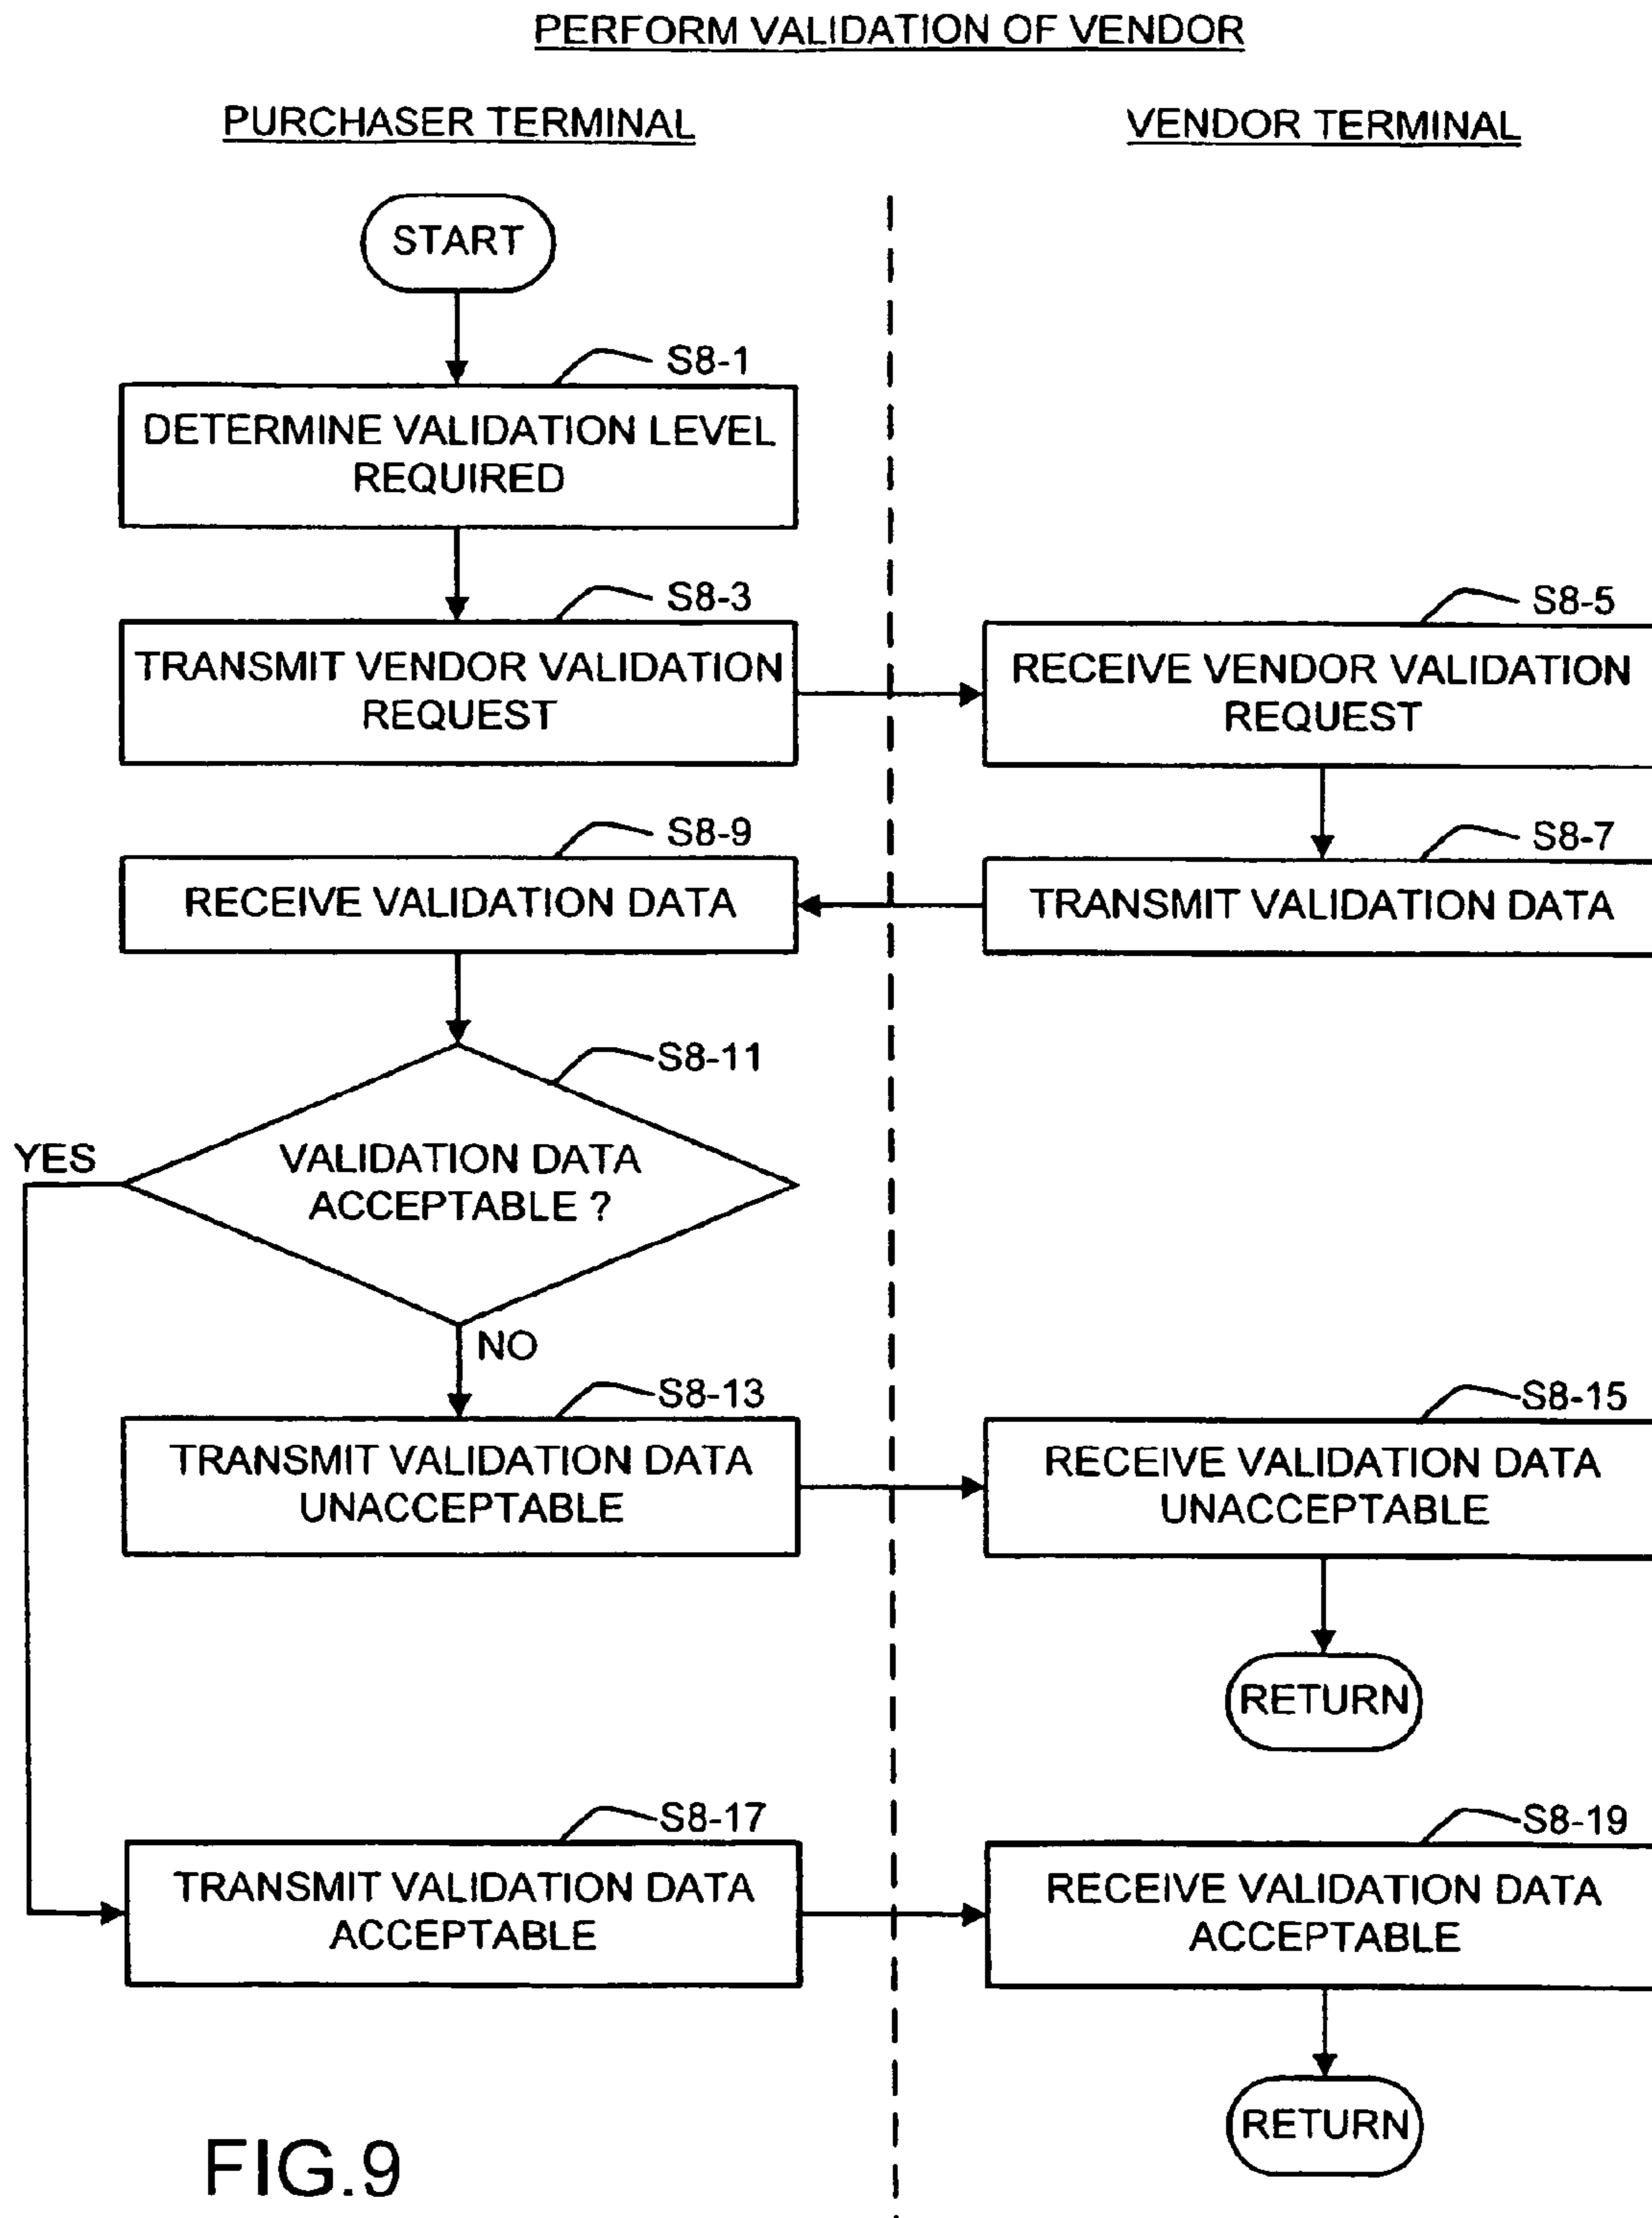 PERFORM VALIDATION OF VENDOR
PURCHASER TERMINAL
VENDOR TERMINAL
START
S8-1
DETERMINE VALIDATION LEVEL
REQUIRED
S8-3
TRANSMIT VENDOR VALIDATION
REQUEST
S8-5
RECEIVE VENDOR VALIDATION
REQUEST
S8-9
RECEIVE VALIDATION DATA
S8-7
TRANSMIT VALIDATION DATA
S8-11
YES
VALIDATION DATA
ACCEPTABLE ?
NO
S8-13
TRANSMIT VALIDATION DATA
UNACCEPTABLE
S8-15
RECEIVE VALIDATION DATA
UNACCEPTABLE
RETURN
S8-17
TRANSMIT VALIDATION DATA
ACCEPTABLE
S8-19
RECEIVE VALIDATION DATA
ACCEPTABLE
RETURN
FIG.9